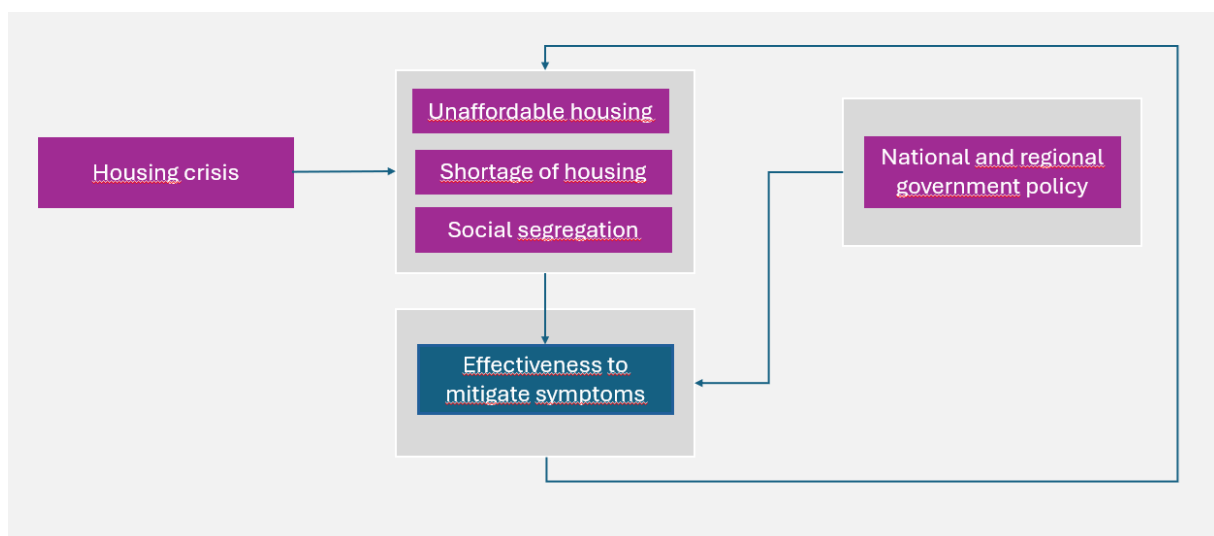 Housing crisis
Unaffordable housing
Shortage of housing
Social segregation
National and regional
government policy
Effectiveness to
mitigate symptoms